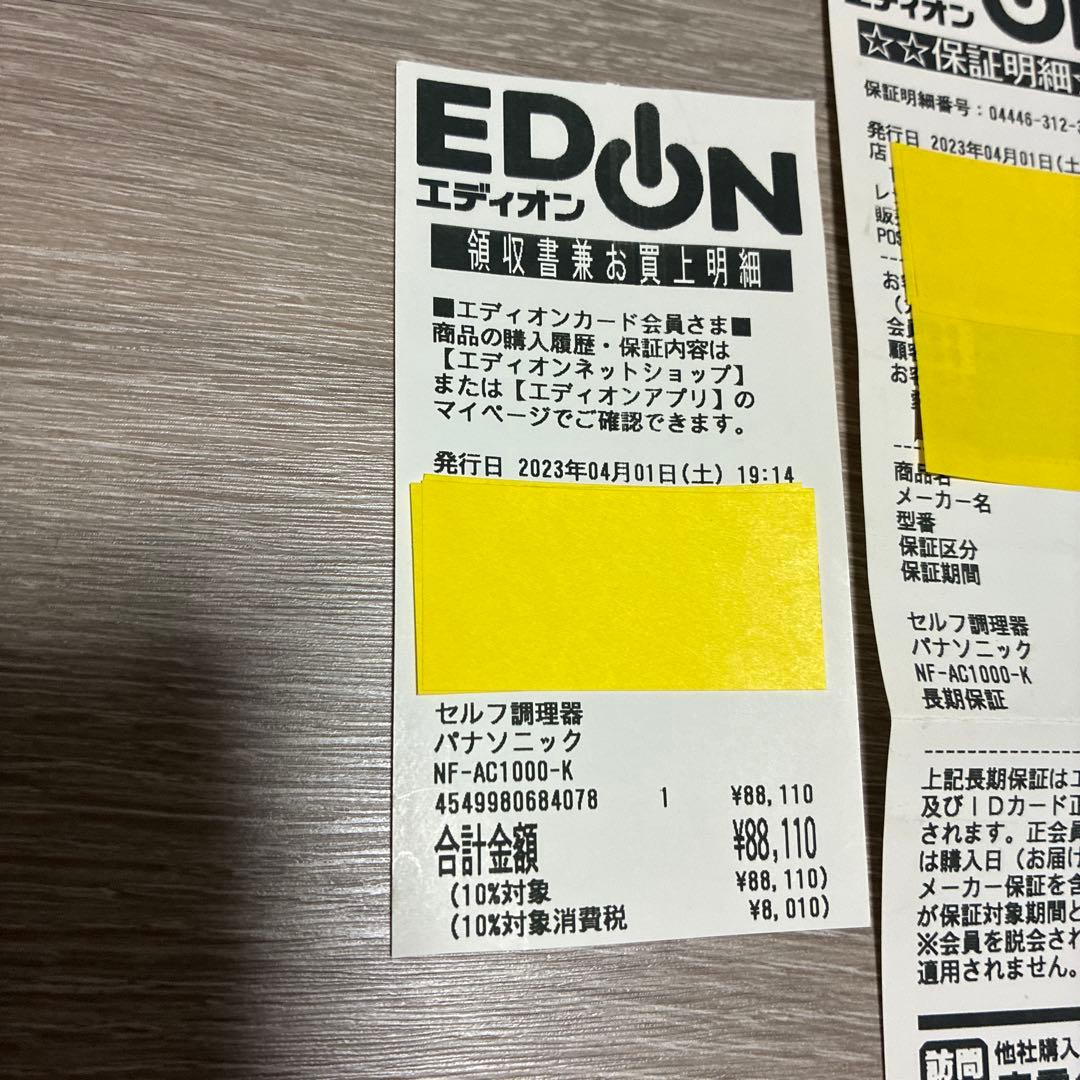 EDION
エディオン
領収書兼お買上明細
■エディオンカード会員さま■
商品の購入履歴・保証内容は
【エディオンネットショップ】
または【エディオンアプリ】の
マイページでご確認できます。
発行日 2023年04月01日(土) 19:14
セルフ調理器
パナソニック
NF-AC1000-K
4549980684078 1 ¥88,110
合計金額 ¥88,110
(10%対象 ¥88,110)
(10%対象消費税 ¥8,010)
エディオン
☆☆保証明細
保証明細番号：04446-312-
発行日 2023年04月01日(土
店
販
POS
お
会
顧
お
商品名
メーカー名
型番
保証区分
保証期間
セルフ調理器
パナソニック
NF-AC1000-K
長期保証
上記長期保証は
及びIDカード正
されます。正会員
は購入日（お届け
メーカー保証を含
が保証対象期間と
※会員を脱会され
適用されません。
訪問
他社購入